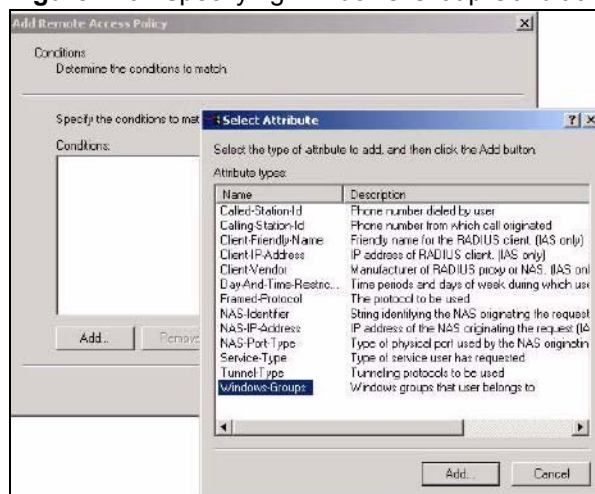 Add Remote Access Policy
Conditions
Determine the conditions to match.
Specify the conditions to mat
Conditions:
Add...
Remove
Select Attribute
Select the type of attribute to add, and then click the Add button.
Attribute types:
Name Description
Called-Station-Id Phone number dialed by user
Calling-Station-Id Phone number from which call originated
Client-Friendly-Name Friendly name for the RADIUS client. (IAS only)
Client-IP-Address IP address of RADIUS client. (IAS only)
Client-Vendor Manufacturer of RADIUS proxy or NAS. (IAS onl
Day-And-Time-Restric... Time periods and days of week during which use
Framed-Protocol The protocol to be used
NAS-Identifier String identifying the NAS originating the request
NAS-IP-Address IP address of the NAS originating the request (IA
NAS-Port-Type Type of physical port used by the NAS originatin
Service-Type Type of service user has requested
Tunnel-Type Tunneling protocols to be used
Windows-Groups Windows groups that user belongs to
Add...
Cancel